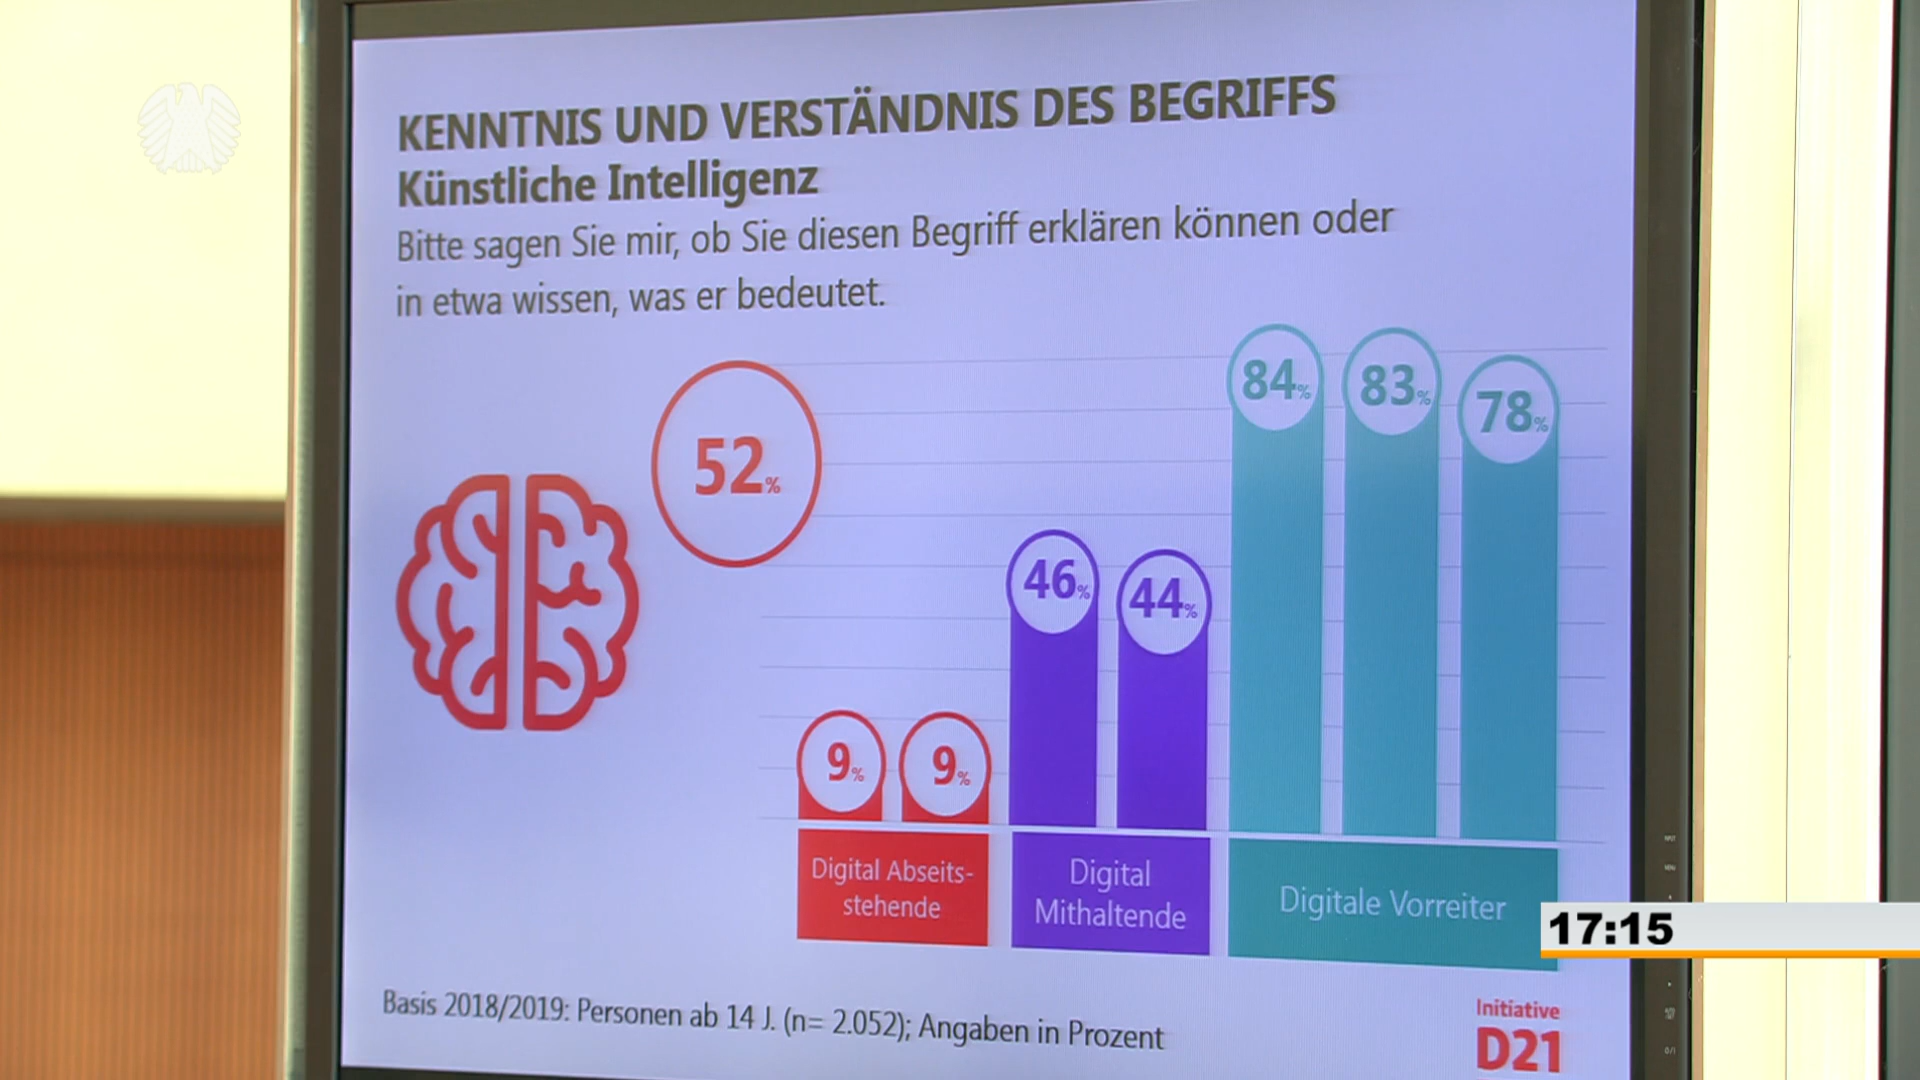 KENNTNIS UND VERSTÄNDNIS DES BEGRIFFS
Künstliche Intelligenz
Bitte sagen Sie mir, ob Sie diesen Begriff erklären können oder
in etwa wissen, was er bedeutet.
52%
84%
83%
78%
46%
44%
9%
9%
Digital Abseits-
stehende
Digital
Mithaltende
Digitale Vorreiter
17:15
Basis 2018/2019: Personen ab 14 J. (n= 2.052); Angaben in Prozent
Initiative
D21